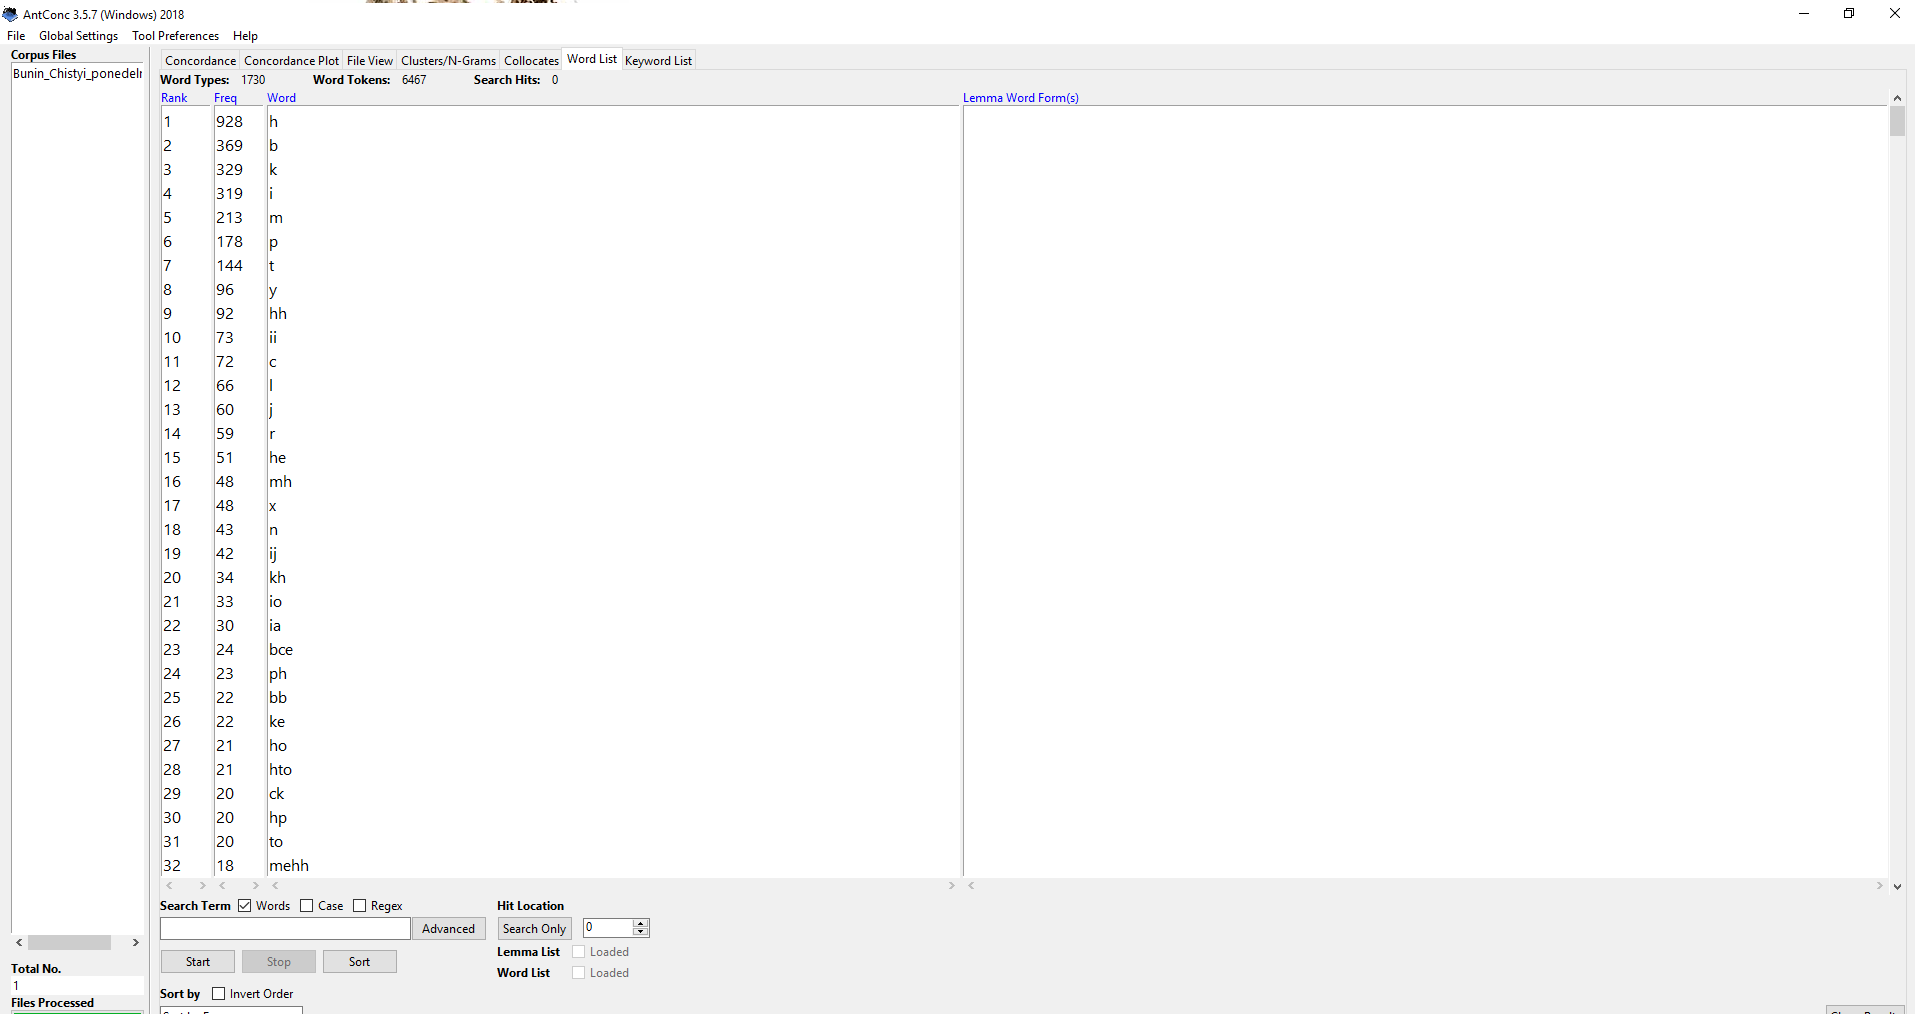 AntConc 3.5.7 (Windows) 2018
File Global Settings Tool Preferences Help
Corpus Files
Bunin_Chistyi_ponedelr
Concordance Concordance Plot File View Clusters/N-Grams Collocates Word List Keyword List
Word Types: 1730 Word Tokens: 6467 Search Hits: 0
Rank Freq Word Lemma Word Form(s)
1 928 h
2 369 b
3 329 k
4 319 i
5 213 m
6 178 p
7 144 t
8 96 y
9 92 hh
10 73 ii
11 72 c
12 66 l
13 60 j
14 59 r
15 51 he
16 48 mh
17 48 x
18 43 n
19 42 ij
20 34 kh
21 33 io
22 30 ia
23 24 bce
24 23 ph
25 22 bb
26 22 ke
27 21 ho
28 21 hto
29 20 ck
30 20 hp
31 20 to
32 18 mehh
Search Term Words Case Regex
Advanced
Start Stop Sort
Sort by Invert Order
Hit Location
Search Only 0
Lemma List Loaded
Word List Loaded
Total No.
1
Files Processed